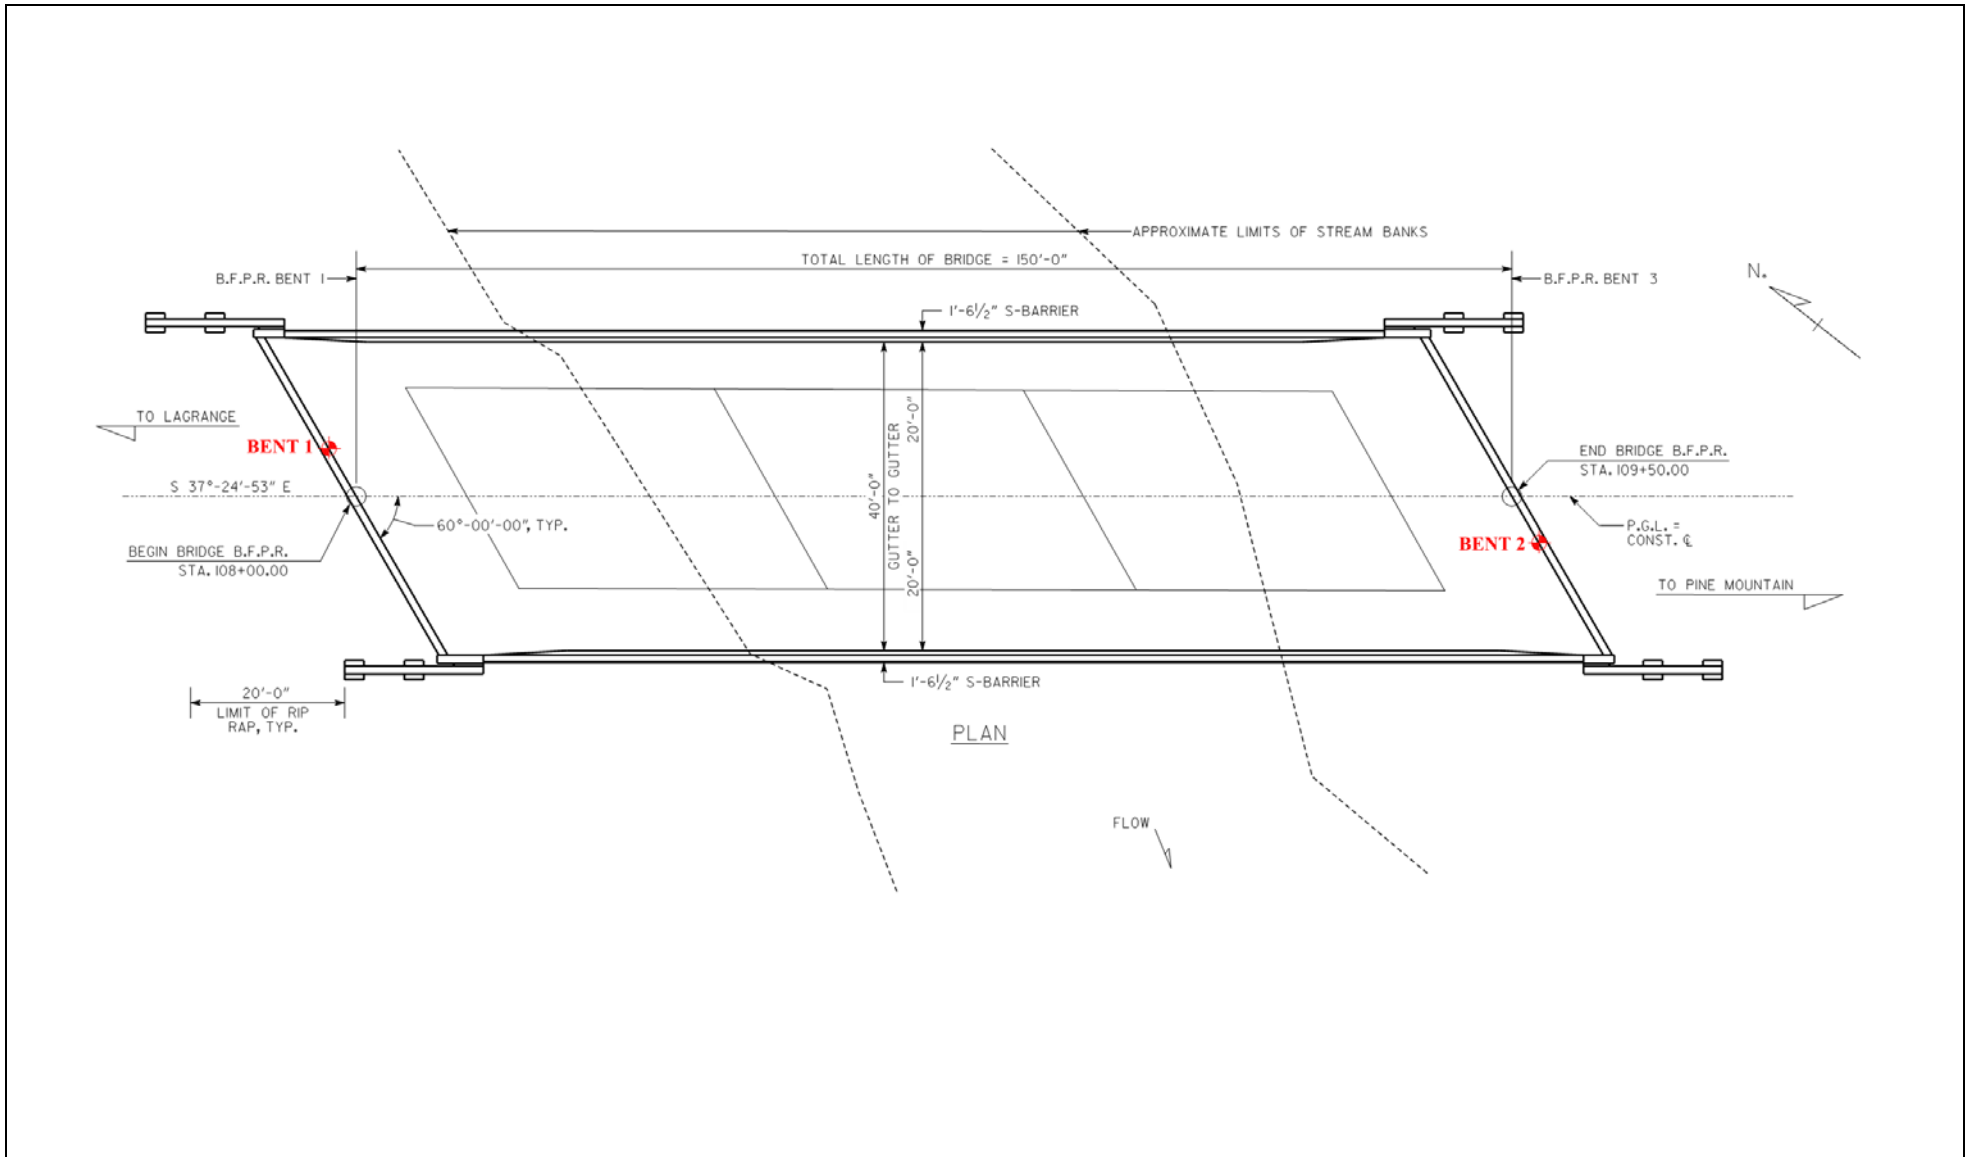 APPROXIMATE LIMITS OF STREAM BANKS
TOTAL LENGTH OF BRIDGE = 150'-0"
B.F.P.R. BENT 1
B.F.P.R. BENT 3
N.
1'-6½" S-BARRIER
TO LAGRANGE
BENT 1
S 37°-24'-53" E
60°-00'-00", TYP.
BEGIN BRIDGE B.F.P.R.
STA. 108+00.00
40'-0"
GUTTER TO GUTTER
20'-0"
20'-0"
END BRIDGE B.F.P.R.
STA. 109+50.00
BENT 2
P.G.L. =
CONST. ℄
TO PINE MOUNTAIN
1'-6½" S-BARRIER
20'-0"
LIMIT OF RIP
RAP, TYP.
PLAN
FLOW